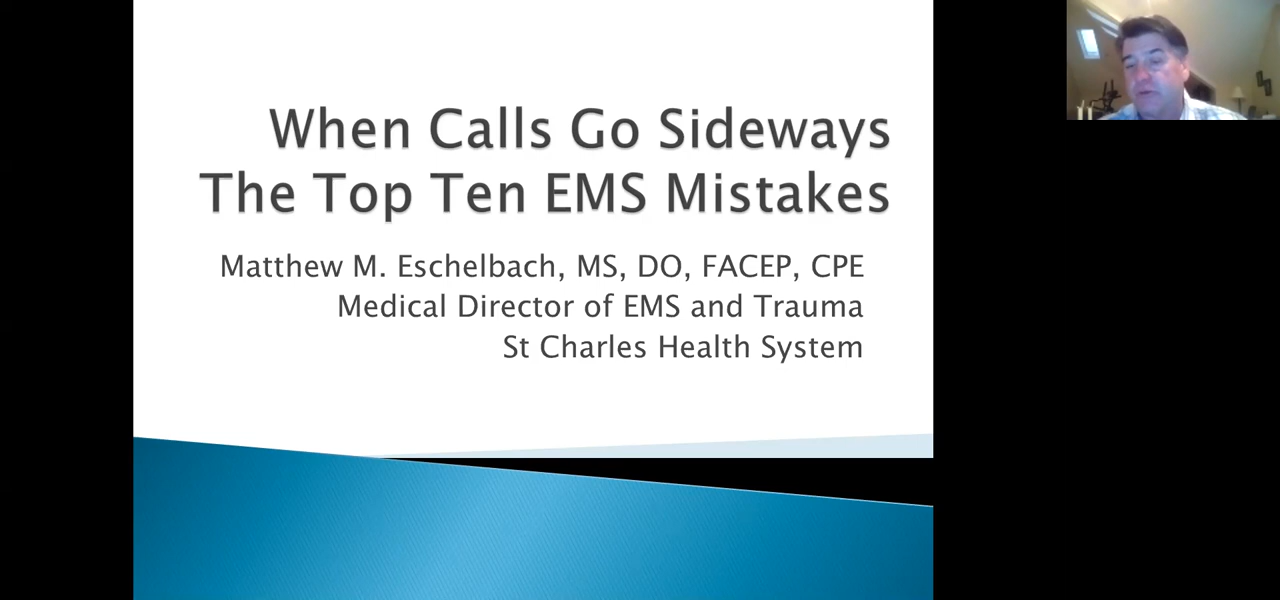 When Calls Go Sideways
The Top Ten EMS Mistakes
Matthew M. Eschelbach, MS, DO, FACEP, CPE
Medical Director of EMS and Trauma
St Charles Health System